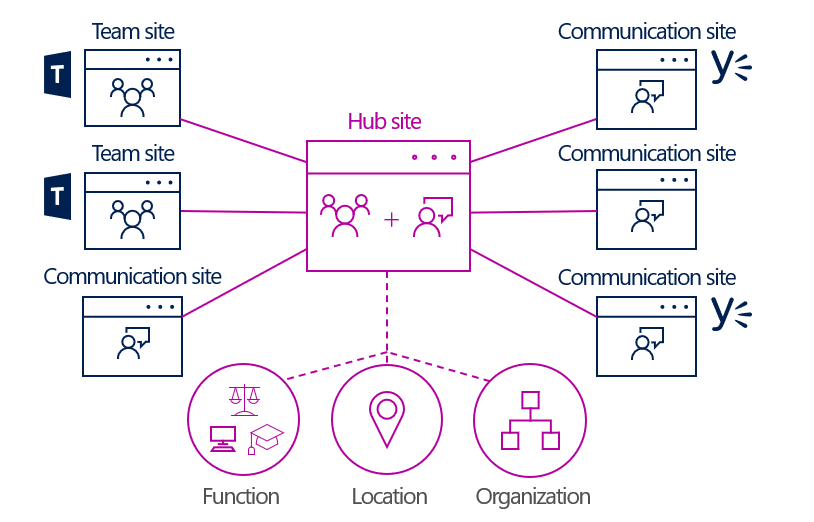 Team site
Communication site
T
Hub site
Team site
Communication site
T
Communication site
Communication site
Function
Location
Organization